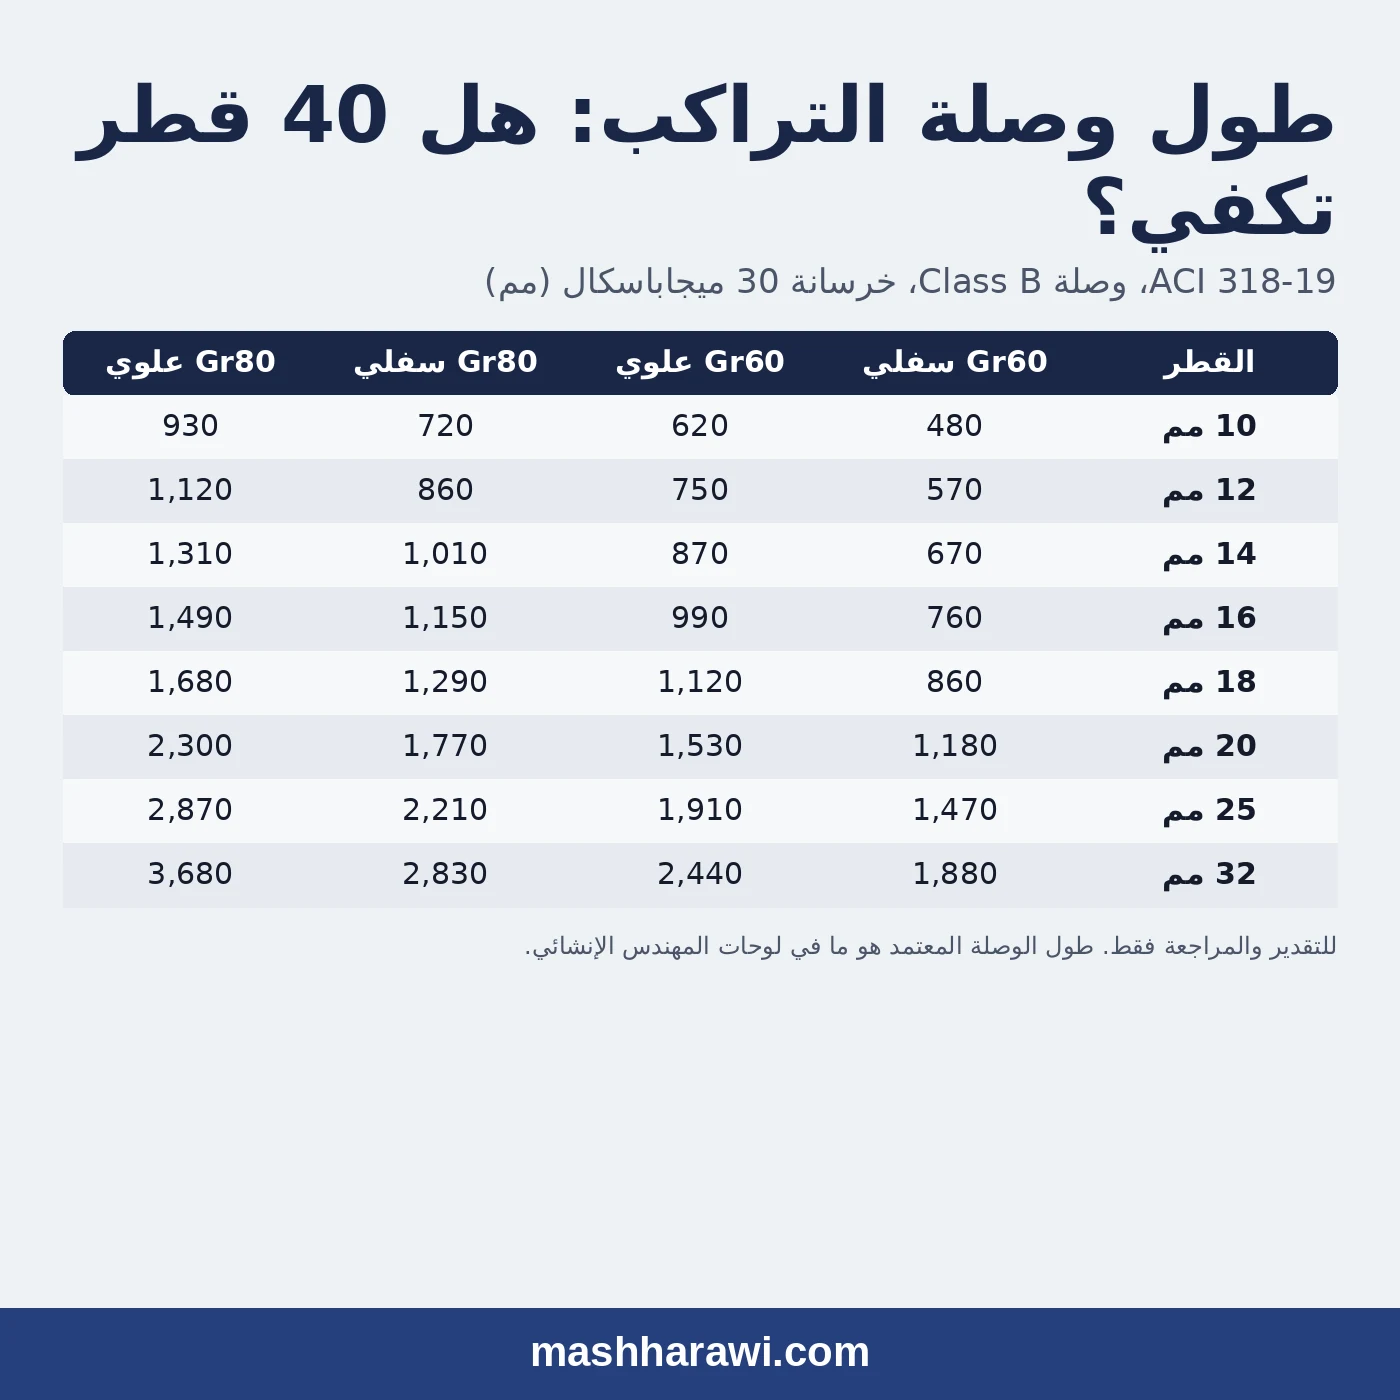 طول وصلة التراكب: هل 40 قطر
تكفي؟
ACI 318-19، وصلة Class B، خرسانة 30 ميجاباسكال (مم)
القطر Gr60 سفلي Gr60 علوي Gr80 سفلي Gr80 علوي
10 مم 480 620 720 930
12 مم 570 750 860 1,120
14 مم 670 870 1,010 1,310
16 مم 760 990 1,150 1,490
18 مم 860 1,120 1,290 1,680
20 مم 1,180 1,530 1,770 2,300
25 مم 1,470 1,910 2,210 2,870
32 مم 1,880 2,440 2,830 3,680
للتقدير والمراجعة فقط. طول الوصلة المعتمد هو ما في لوحات المهندس الإنشائي.
mashharawi.com